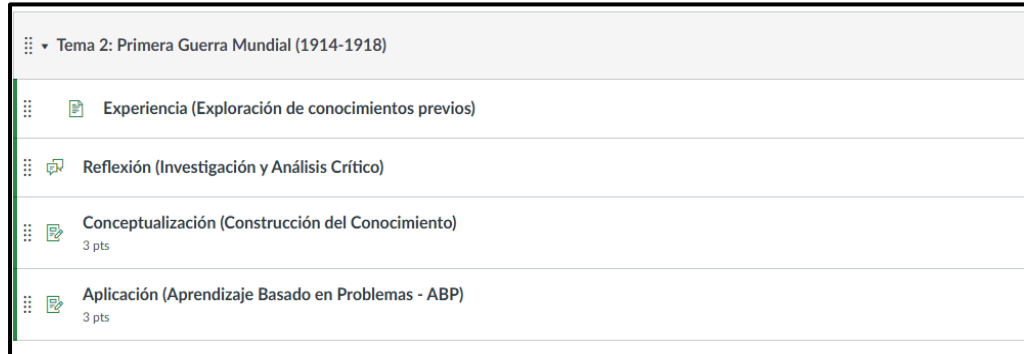 Tema 2: Primera Guerra Mundial (1914-1918)
Experiencia (Exploración de conocimientos previos)
Reflexión (Investigación y Análisis Crítico)
Conceptualización (Construcción del Conocimiento)
3 pts
Aplicación (Aprendizaje Basado en Problemas - ABP)
3 pts